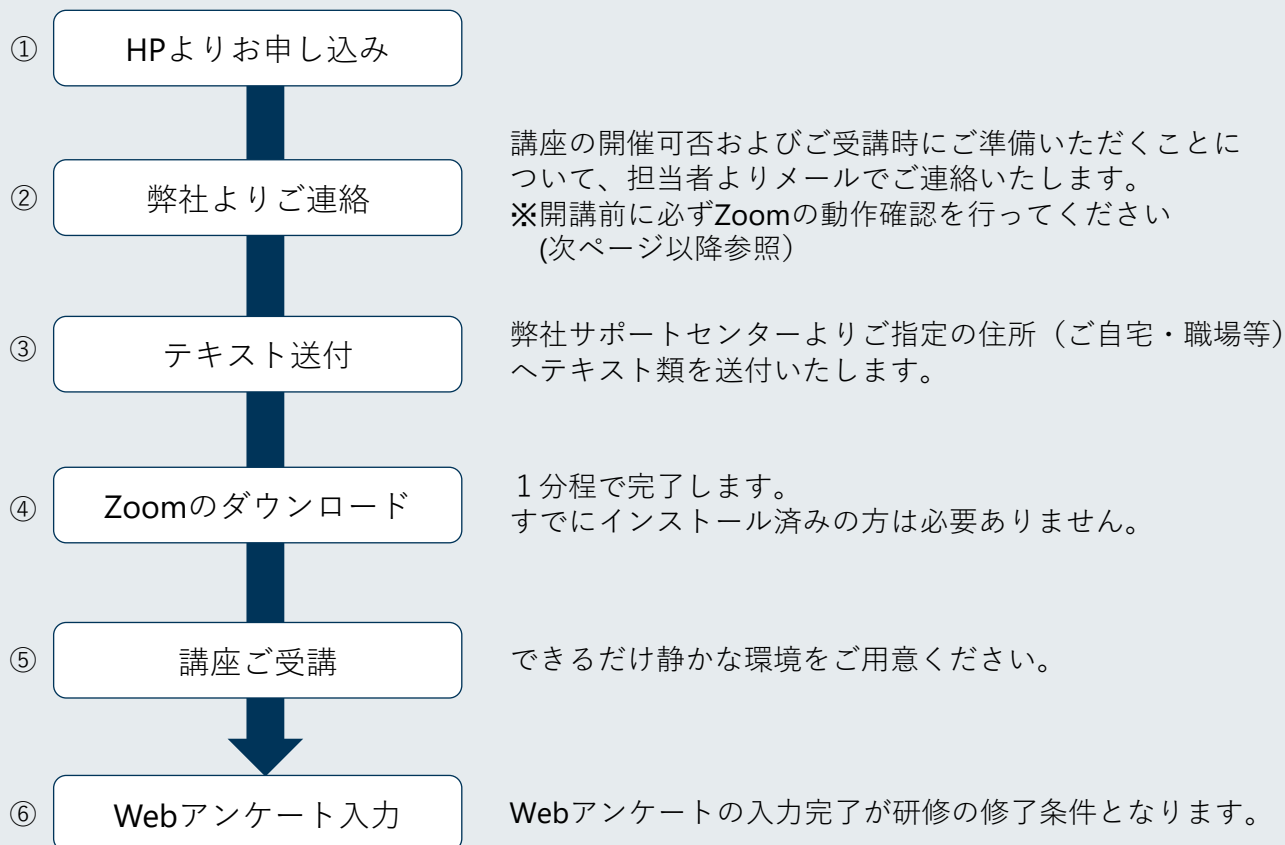 ① HPよりお申し込み
② 弊社よりご連絡
講座の開催可否およびご受講時にご準備いただくことに
ついて、担当者よりメールでご連絡いたします。
※開講前に必ずZoomの動作確認を行ってください
(次ページ以降参照）
③ テキスト送付
弊社サポートセンターよりご指定の住所（ご自宅・職場等）
へテキスト類を送付いたします。
④ Zoomのダウンロード
１分程で完了します。
すでにインストール済みの方は必要ありません。
⑤ 講座ご受講
できるだけ静かな環境をご用意ください。
⑥ Webアンケート入力
Webアンケートの入力完了が研修の修了条件となります。